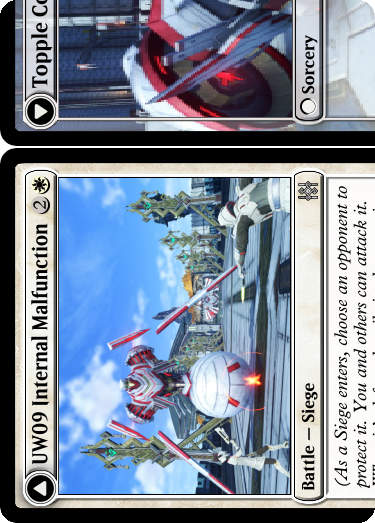 Topple
Sorcery
UW09 Internal Malfunction 2
Battle — Siege
(As a Siege enters, choose an opponent to
protect it. You and others can attack it.